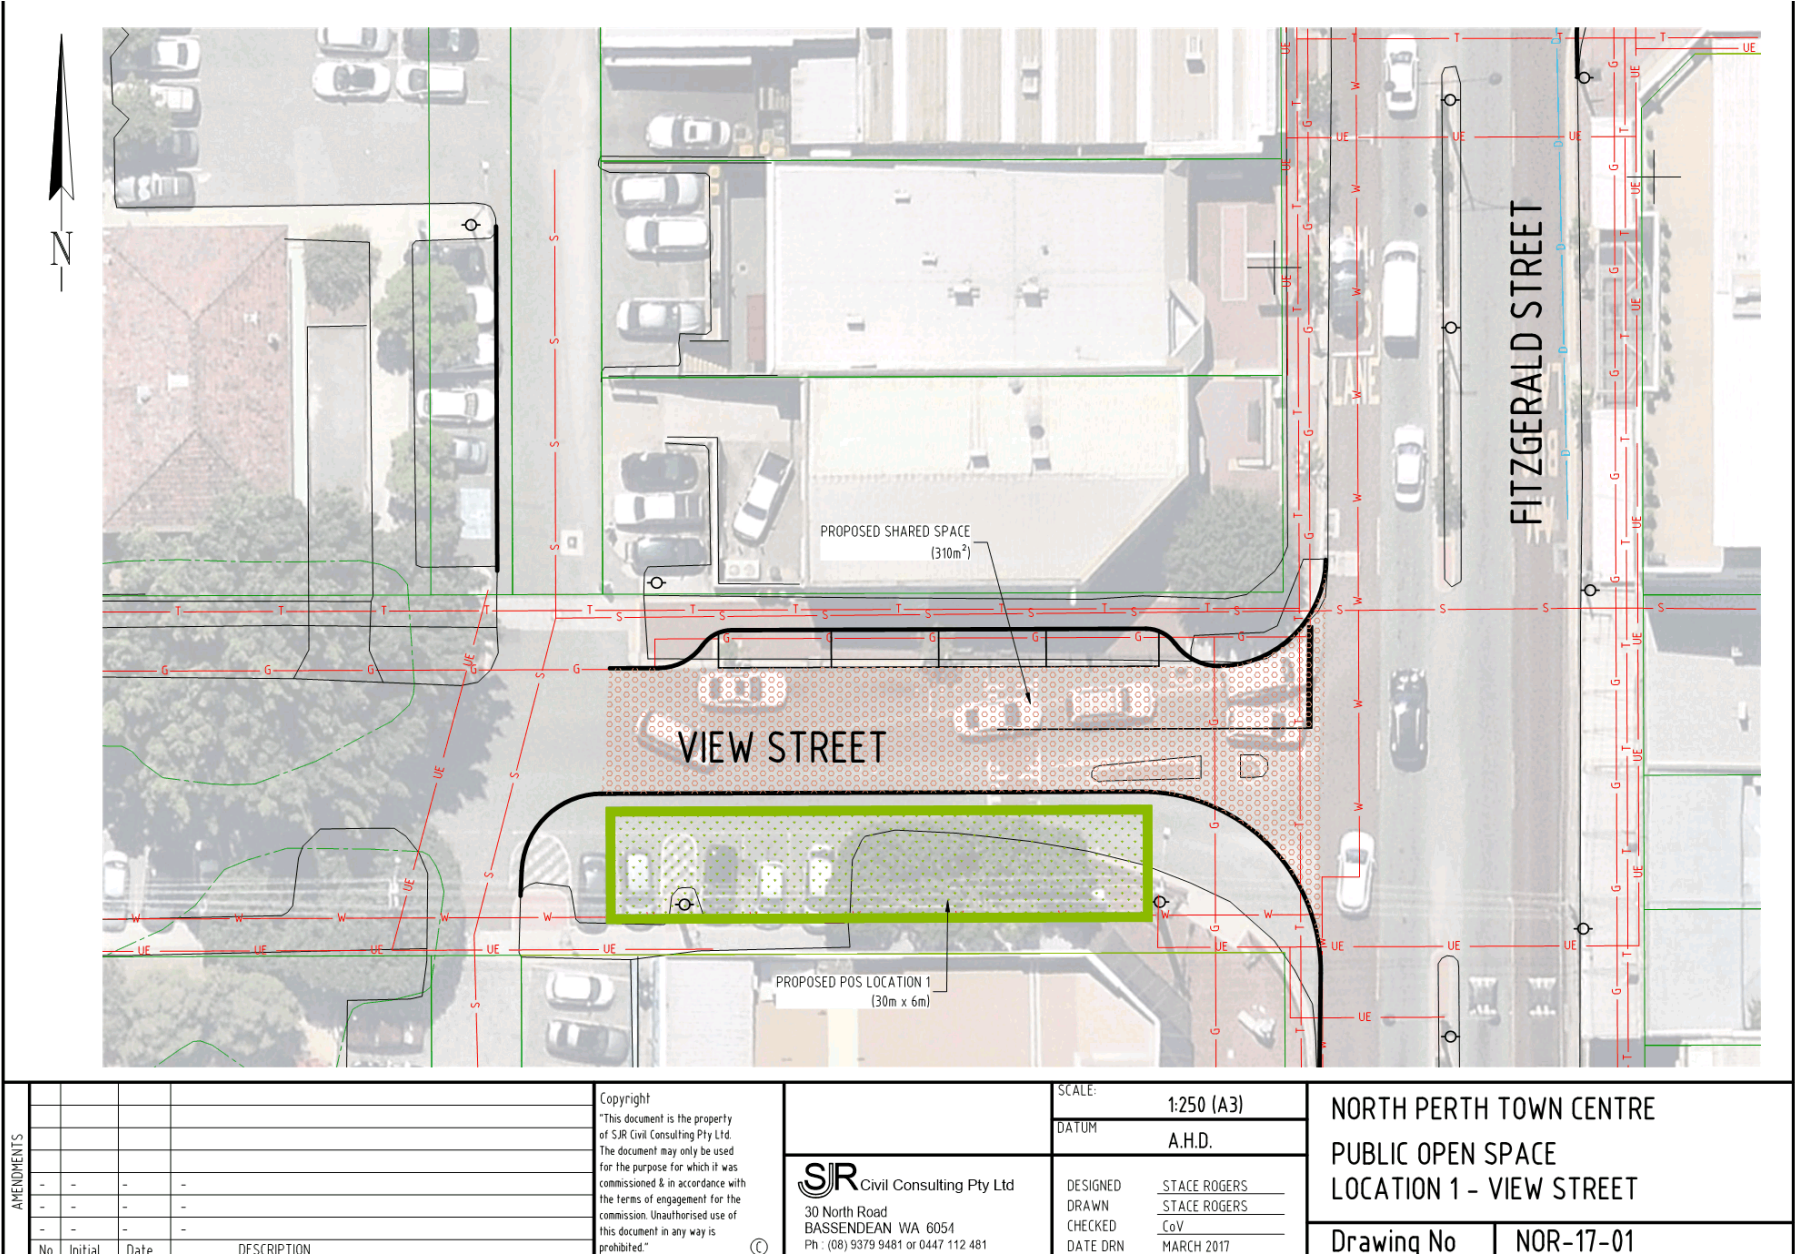 N
FITZGERALD STREET
PROPOSED SHARED SPACE
(310m²)
VIEW STREET
PROPOSED POS LOCATION 1
(30m x 6m)
AMENDMENTS
- - - -
- - - -
- - - -
No Initial Date DESCRIPTION
Copyright
"This document is the property
of SJR Civil Consulting Pty Ltd.
The document may only be used
for the purpose for which it was
commissioned & in accordance with
the terms of engagement for the
commission. Unauthorised use of
this document in any way is
prohibited."
©
SJR Civil Consulting Pty Ltd
30 North Road
BASSENDEAN WA 6054
Ph : (08) 9379 9481 or 0447 112 481
SCALE: 1:250 (A3)
DATUM A.H.D.
DESIGNED STACE ROGERS
DRAWN STACE ROGERS
CHECKED CoV
DATE DRN MARCH 2017
NORTH PERTH TOWN CENTRE
PUBLIC OPEN SPACE
LOCATION 1 - VIEW STREET
Drawing No NOR-17-01